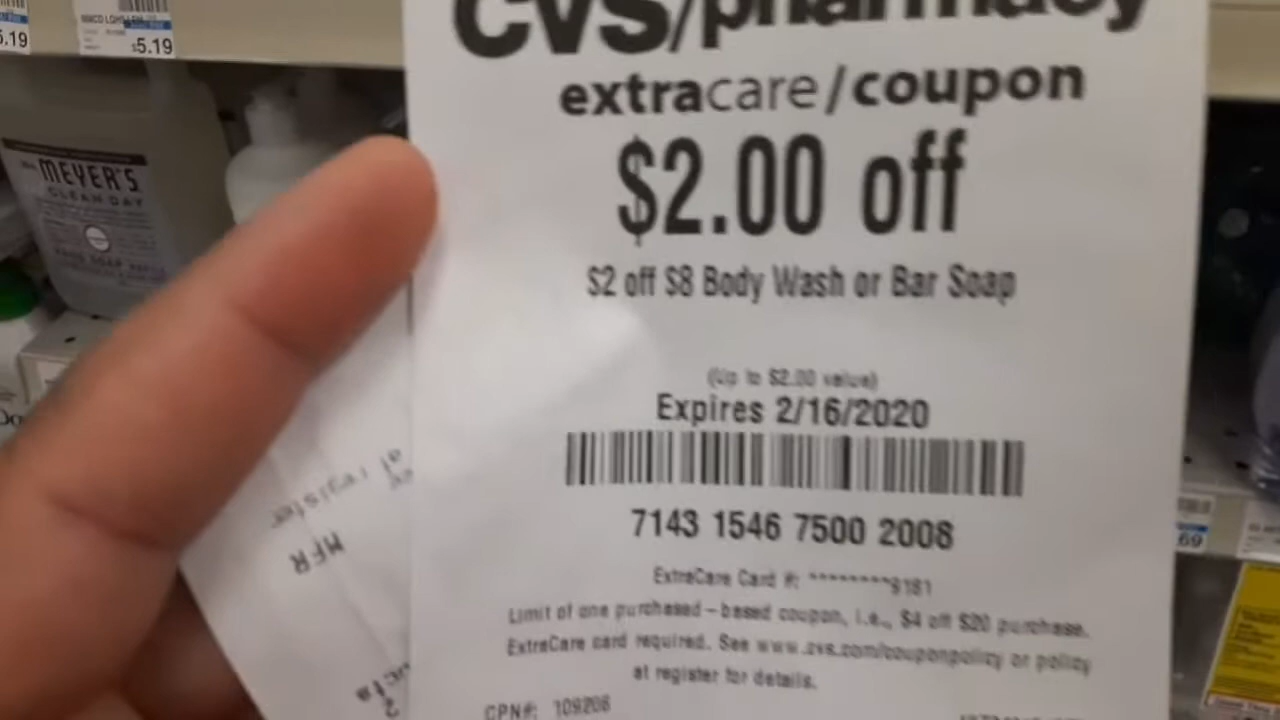 5.19
$5.19
CVS/pharmacy
extracare/coupon
$2.00 off
$2 off $8 Body Wash or Bar Soap
(Up to $2.00 value)
Expires 2/16/2020
7143 1546 7500 2008
ExtraCare Card #: ********9181
Limit of one purchased-based coupon, i.e., $4 off $20 purchase.
ExtraCare card required. See www.cvs.com/couponpolicy or policy
at register for details.
CPN#: 109206
MEYER'S
CLEAN DAY
register
MFR
69